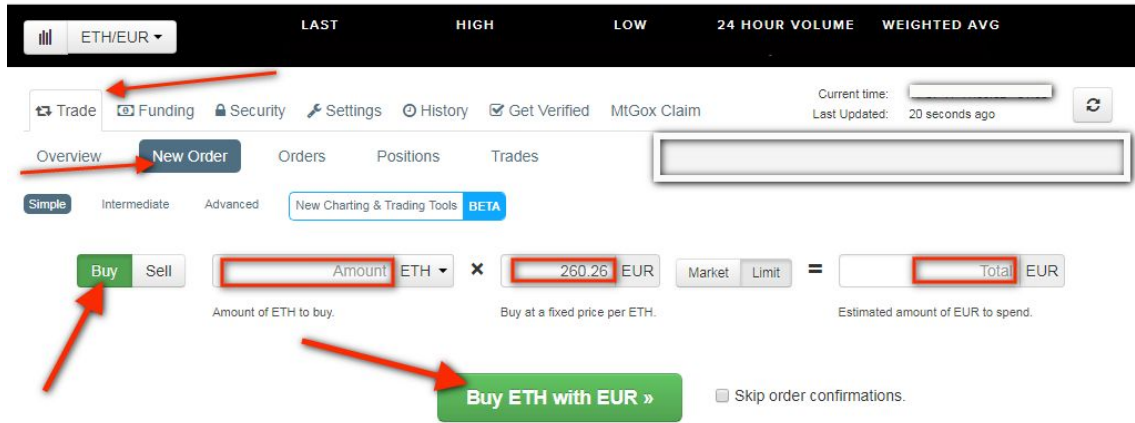 LAST HIGH LOW 24 HOUR VOLUME WEIGHTED AVG
ETH/EUR
Trade Funding Security Settings History Get Verified MtGox Claim
Current time:
Last Updated: 20 seconds ago
Overview New Order Orders Positions Trades
Simple Intermediate Advanced New Charting & Trading Tools BETA
Buy Sell Amount ETH × 260.26 EUR Market Limit = Total EUR
Amount of ETH to buy. Buy at a fixed price per ETH. Estimated amount of EUR to spend.
Buy ETH with EUR » Skip order confirmations.